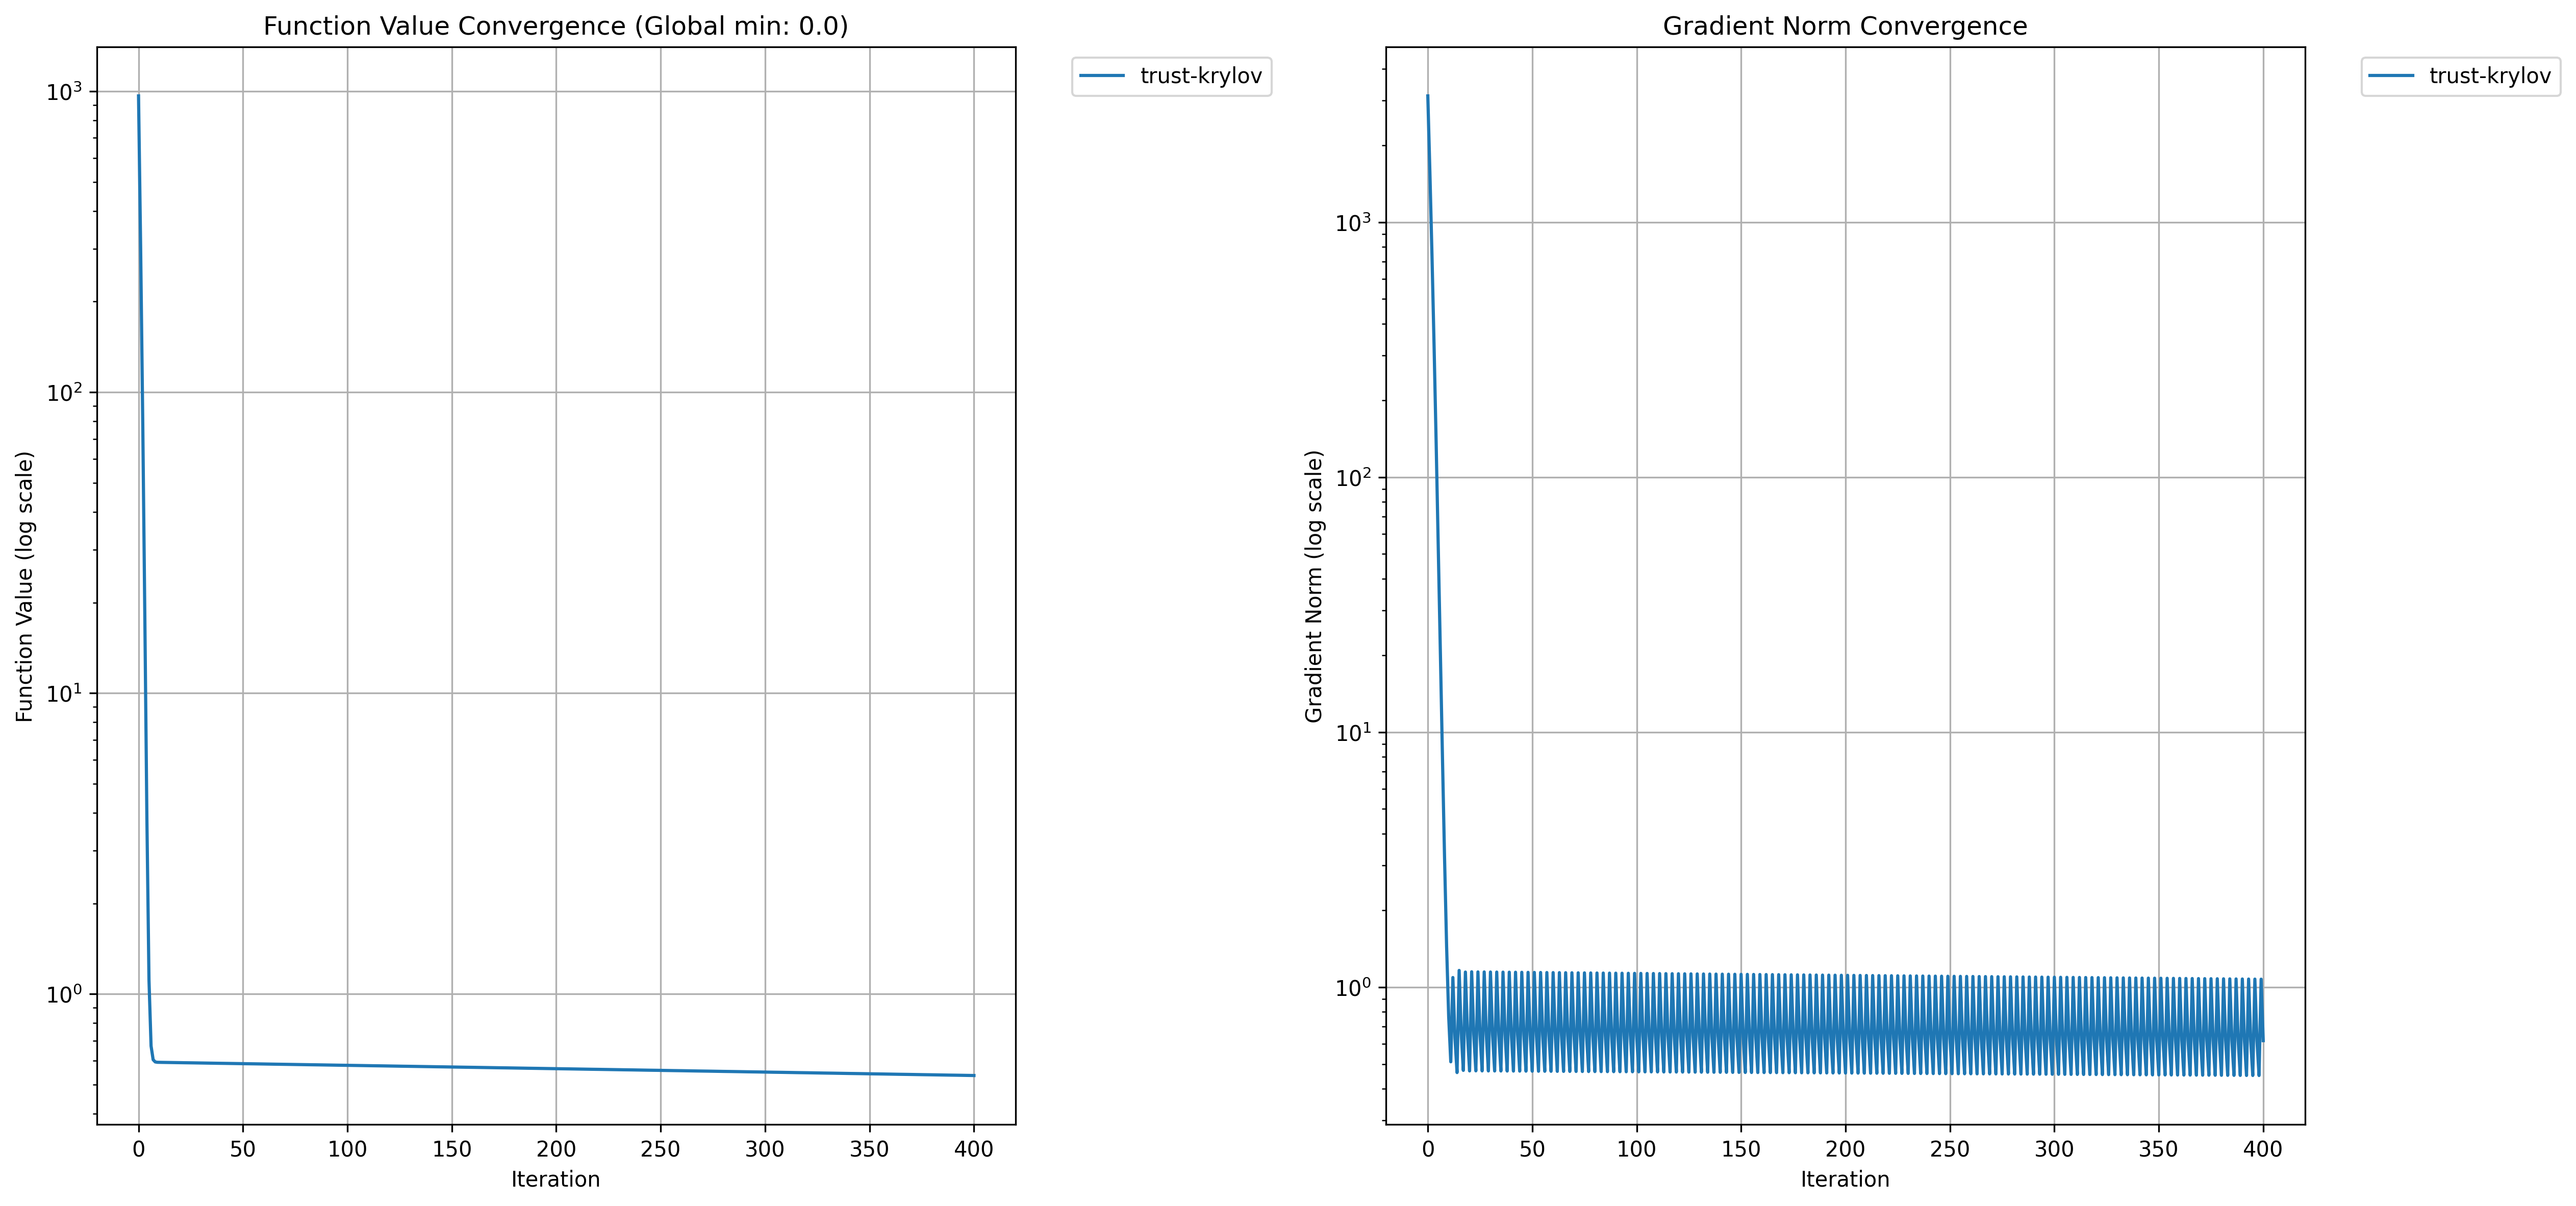 Function Value Convergence (Global min: 0.0)
trust-krylov
Function Value (log scale)
10³
10²
10¹
10⁰
0 50 100 150 200 250 300 350 400
Iteration
Gradient Norm Convergence
trust-krylov
Gradient Norm (log scale)
10³
10²
10¹
10⁰
0 50 100 150 200 250 300 350 400
Iteration